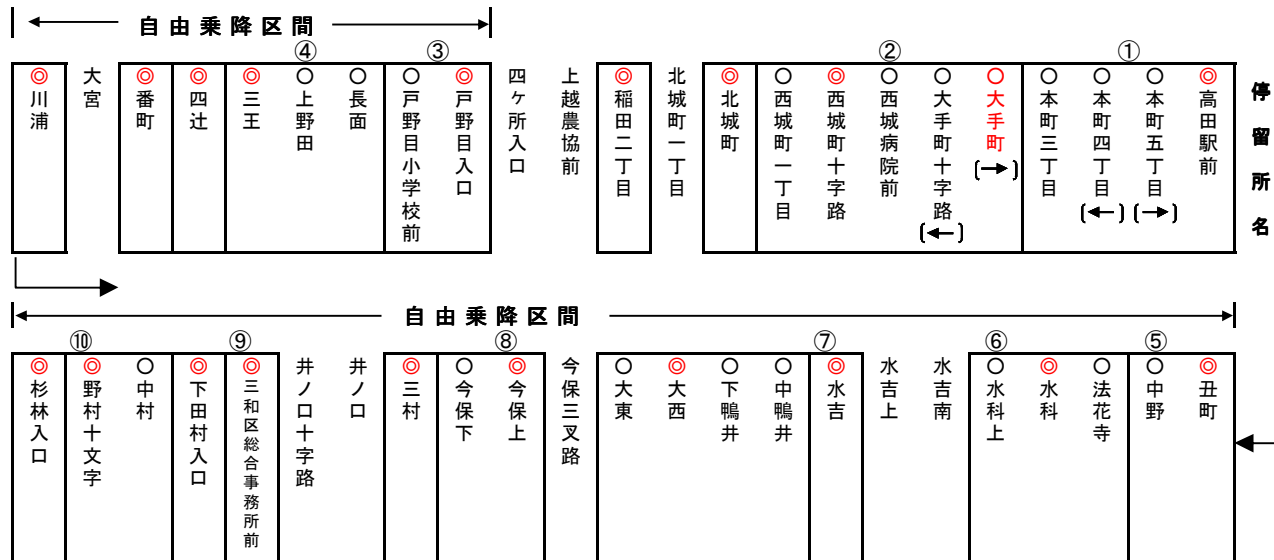 自由乗降区間
④ ③ ② ①
停留所名
◎高田駅前
○本町五丁目(→)
○本町四丁目(←)
○本町三丁目
○大手町(→)
○大手町十字路(←)
○西城病院前
◎西城町十字路
○西城町一丁目
◎北城町
北城町一丁目
◎稲田二丁目
上越農協前
四ケ所入口
◎戸野目入口
○戸野目小学校前
○長面
○上野田
◎三王
◎四辻
◎番町
大宮
◎川浦
自由乗降区間
⑩ ⑨ ⑧ ⑦ ⑥ ⑤
◎丑町
○中野
○法花寺
◎水科
○水科上
水吉南
水吉上
◎水吉
○中鴨井
○下鴨井
◎大西
○大東
今保三叉路
◎今保上
○今保下
◎三村
井ノ口
井ノ口十字路
◎三和区総合事務所前
◎下田村入口
○中村
◎野村十文字
◎杉林入口